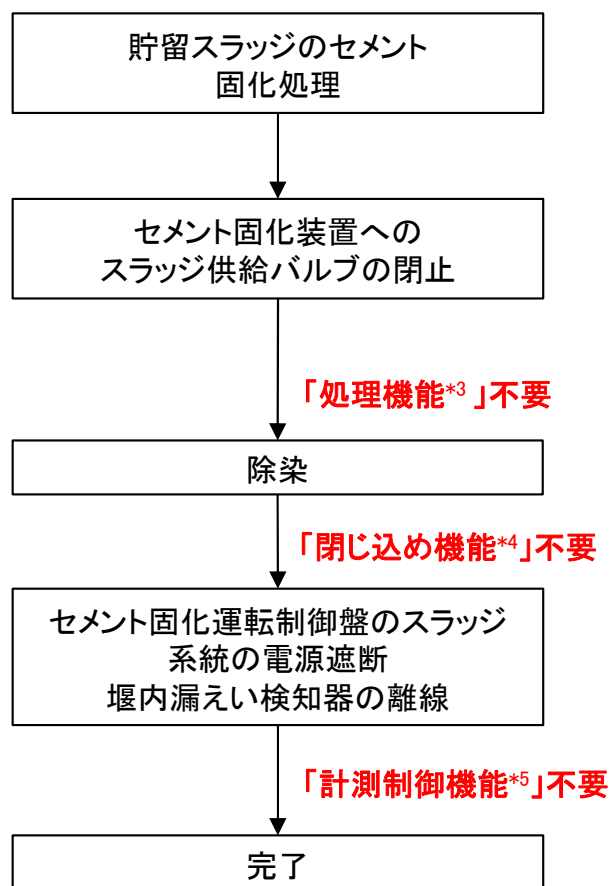 貯留スラッジのセメント
固化処理
セメント固化装置への
スラッジ供給バルブの閉止
「処理機能*3 」不要
除染
「閉じ込め機能*4」不要
セメント固化運転制御盤のスラッジ
系統の電源遮断
堰内漏えい検知器の離線
「計測制御機能*5」不要
完了